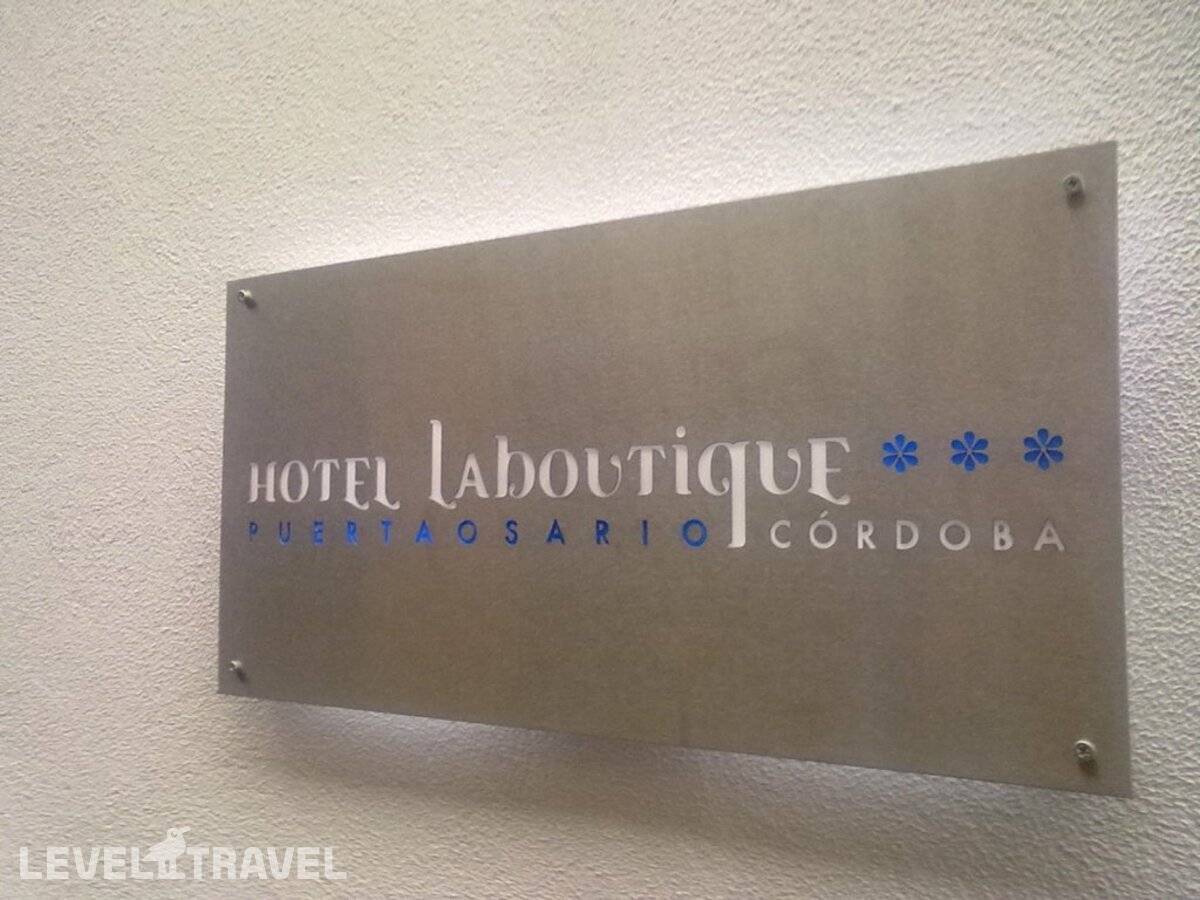 HOTEL LABOUTIQUE ***
PUERTAOSARIO CÓRDOBA
LEVEL TRAVEL